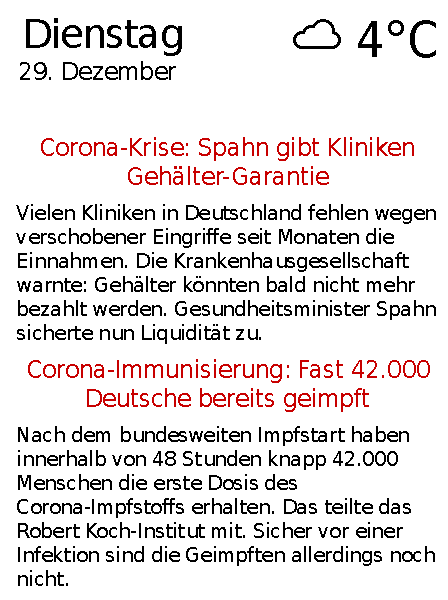 Dienstag
4°C
29. Dezember
Corona-Krise: Spahn gibt Kliniken
Gehälter-Garantie
Vielen Kliniken in Deutschland fehlen wegen
verschobener Eingriffe seit Monaten die
Einnahmen. Die Krankenhausgesellschaft
warnte: Gehälter könnten bald nicht mehr
bezahlt werden. Gesundheitsminister Spahn
sicherte nun Liquidität zu.
Corona-Immunisierung: Fast 42.000
Deutsche bereits geimpft
Nach dem bundesweiten Impfstart haben
innerhalb von 48 Stunden knapp 42.000
Menschen die erste Dosis des
Corona-Impfstoffs erhalten. Das teilte das
Robert Koch-Institut mit. Sicher vor einer
Infektion sind die Geimpften allerdings noch
nicht.